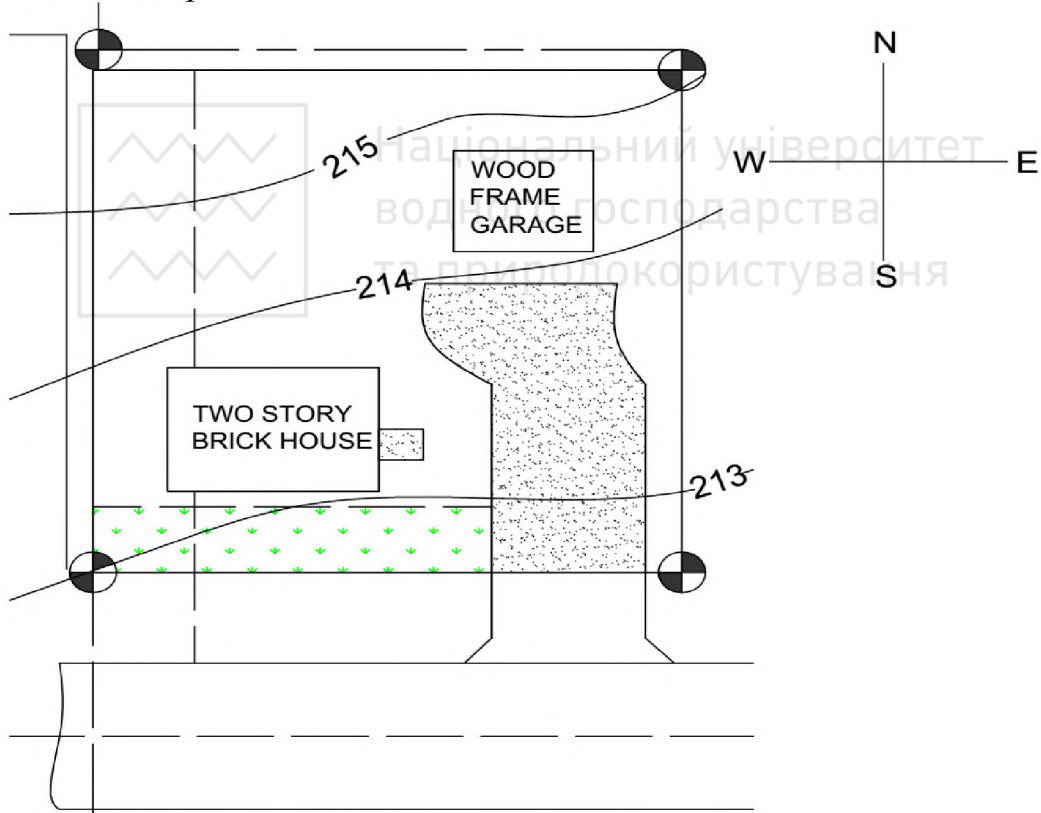 N
W
E
S
215
Національний університет
водного господарства
та природокористування
WOOD
FRAME
GARAGE
214
TWO STORY
BRICK HOUSE
213